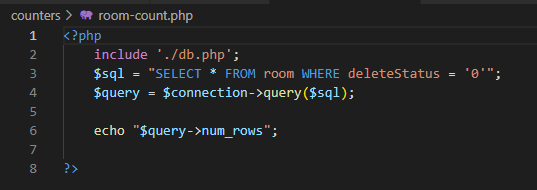 counters > room-count.php
1 <?php
2 include './db.php';
3 $sql = "SELECT * FROM room WHERE deleteStatus = '0'";
4 $query = $connection->query($sql);
5
6 echo "$query->num_rows";
7
8 ?>